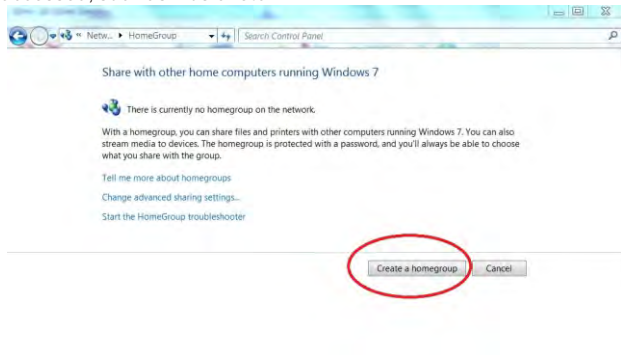 « Netw... ▸ HomeGroup Search Control Panel
Share with other home computers running Windows 7
There is currently no homegroup on the network.
With a homegroup, you can share files and printers with other computers running Windows 7. You can also
stream media to devices. The homegroup is protected with a password, and you'll always be able to choose
what you share with the group.
Tell me more about homegroups
Change advanced sharing settings...
Start the HomeGroup troubleshooter
Create a homegroup Cancel